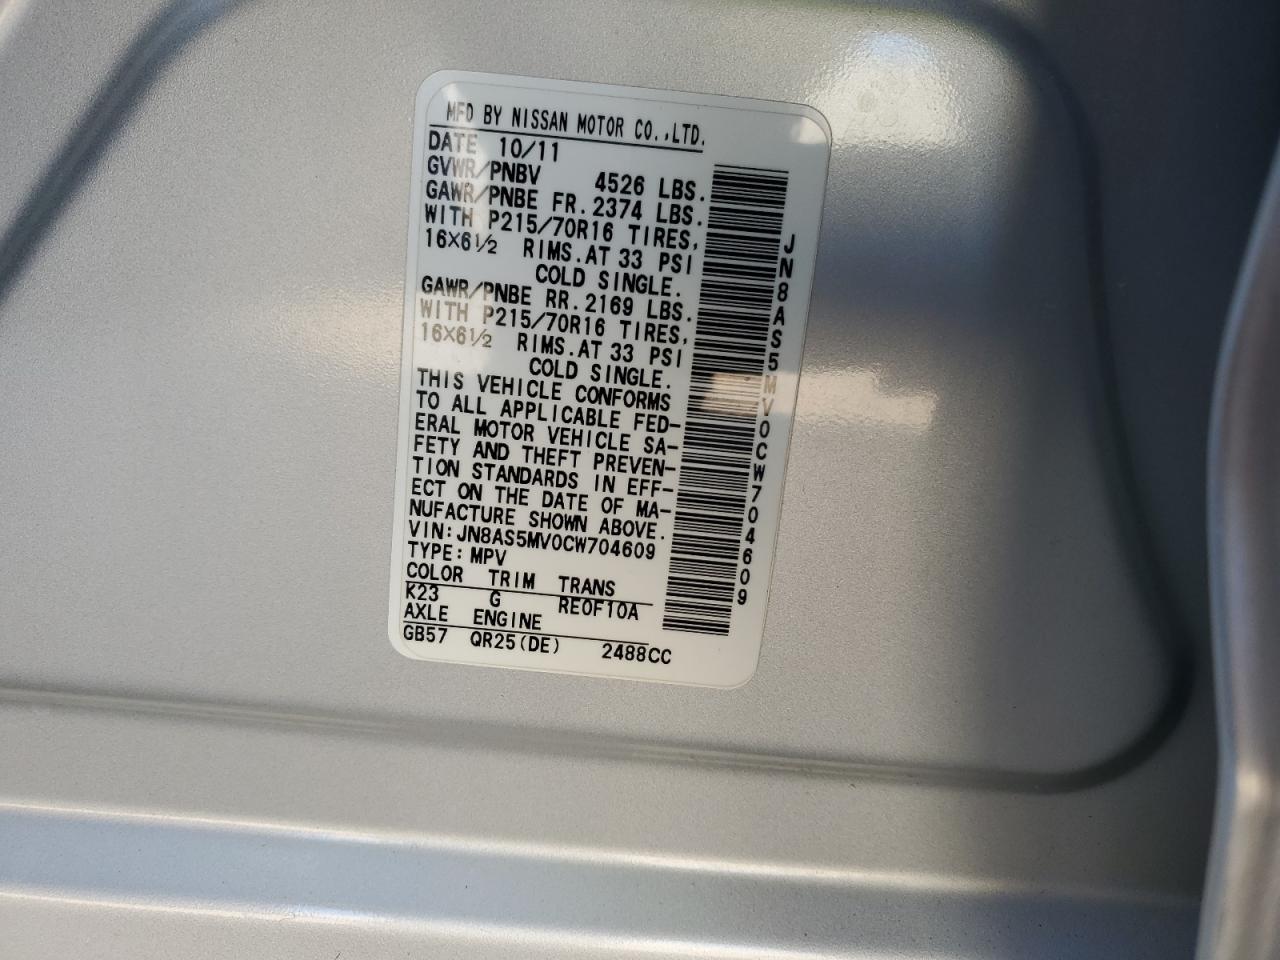 MFD BY NISSAN MOTOR CO.,LTD.
DATE 10/11
GVWR/PNBV 4526 LBS.
GAWR/PNBE FR. 2374 LBS.
WITH P215/70R16 TIRES,
16×6½ RIMS. AT 33 PSI
COLD SINGLE.
GAWR/PNBE RR. 2169 LBS.
WITH P215/70R16 TIRES,
16×6½ RIMS. AT 33 PSI
COLD SINGLE.
THIS VEHICLE CONFORMS
TO ALL APPLICABLE FED-
ERAL MOTOR VEHICLE SA-
FETY AND THEFT PREVEN-
TION STANDARDS IN EFF-
ECT ON THE DATE OF MA-
NUFACTURE SHOWN ABOVE.
VIN: JN8AS5MV0CW704609
TYPE: MPV
COLOR TRIM TRANS
K23 G RE0F10A
AXLE ENGINE
GB57 QR25(DE) 2488CC
JN8AS5MV0CW704609